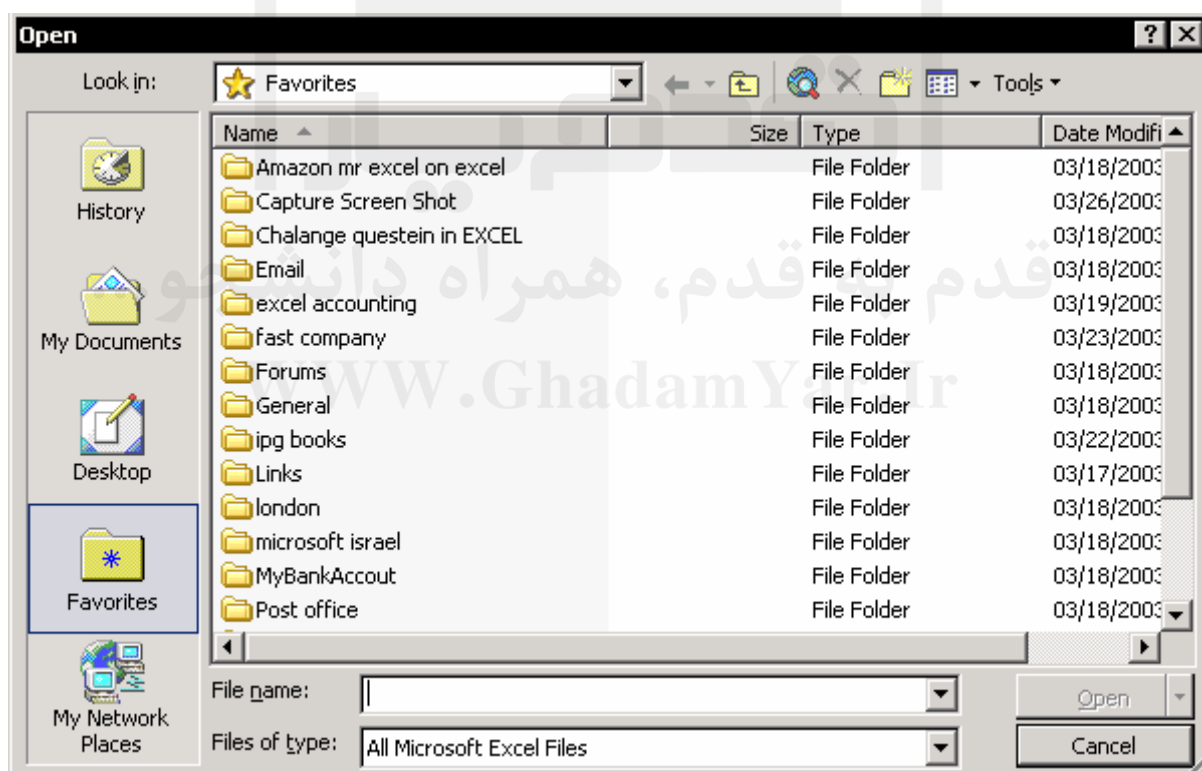 Open
Look in: Favorites Tools
Name Size Type Date Modifi
Amazon mr excel on excel File Folder 03/18/2003
Capture Screen Shot File Folder 03/26/2003
Chalange questein in EXCEL File Folder 03/18/2003
Email File Folder 03/18/2003
excel accounting File Folder 03/19/2003
fast company File Folder 03/23/2003
Forums File Folder 03/18/2003
General File Folder 03/18/2003
ipg books File Folder 03/22/2003
Links File Folder 03/17/2003
london File Folder 03/18/2003
microsoft israel File Folder 03/18/2003
MyBankAccout File Folder 03/18/2003
Post office File Folder 03/18/2003
History
My Documents
Desktop
Favorites
My Network
Places
File name: Open
Files of type: All Microsoft Excel Files Cancel
قدم به قدم، همراه دانشجو...
WWW.GhadamYar.Ir